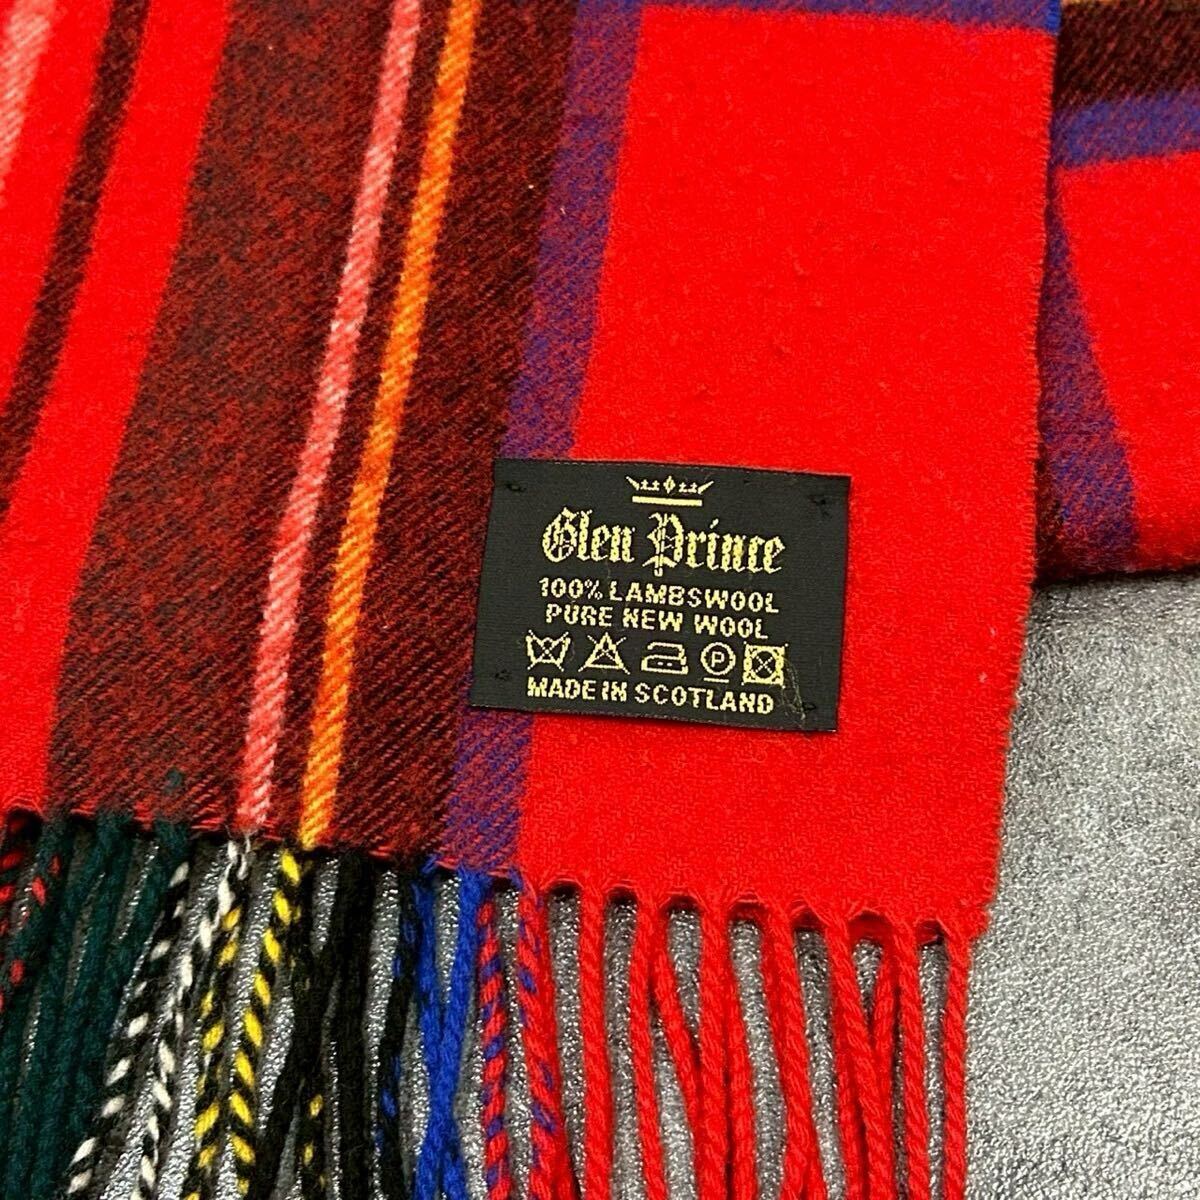 Glen Prince
100% LAMBSWOOL
PURE NEW WOOL
P
MADE IN SCOTLAND